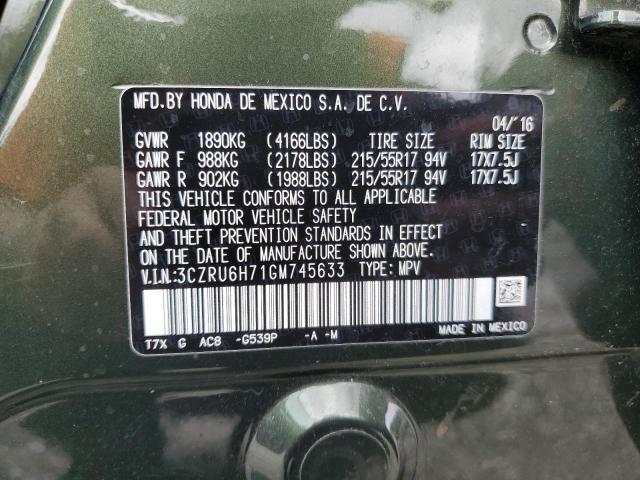 MFD.BY HONDA DE MEXICO S.A. DE C.V.
04/'16
GVWR 1890KG (4166LBS) TIRE SIZE RIM SIZE
GAWR F 988KG (2178LBS) 215/55R17 94V 17X7.5J
GAWR R 902KG (1988LBS) 215/55R17 94V 17X7.5J
THIS VEHICLE CONFORMS TO ALL APPLICABLE
FEDERAL MOTOR VEHICLE SAFETY
AND THEFT PREVENTION STANDARDS IN EFFECT
ON THE DATE OF MANUFACTURE SHOWN ABOVE.
V.I.N:3CZRU6H71GM745633 TYPE: MPV
T7X G AC8 -G539P -A -M
MADE IN MEXICO